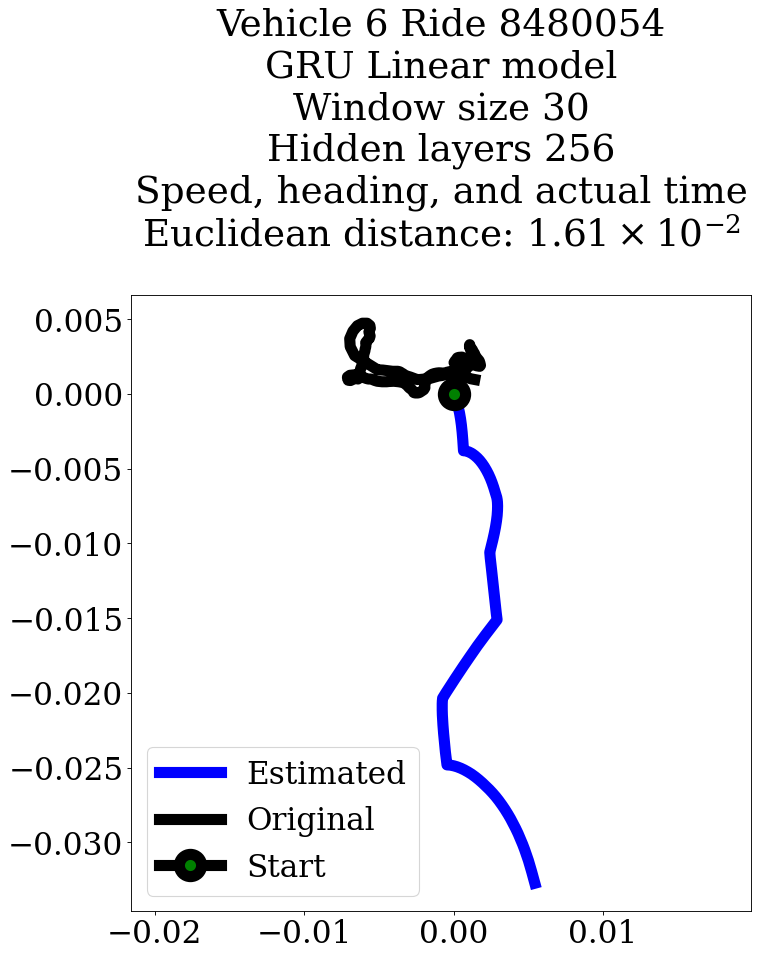 Vehicle 6 Ride 8480054
GRU Linear model
Window size 30
Hidden layers 256
Speed, heading, and actual time
Euclidean distance: 1.61 × 10⁻²
0.005
0.000
−0.005
−0.010
−0.015
−0.020
−0.025
−0.030
Estimated
Original
Start
−0.02
−0.01
0.00
0.01